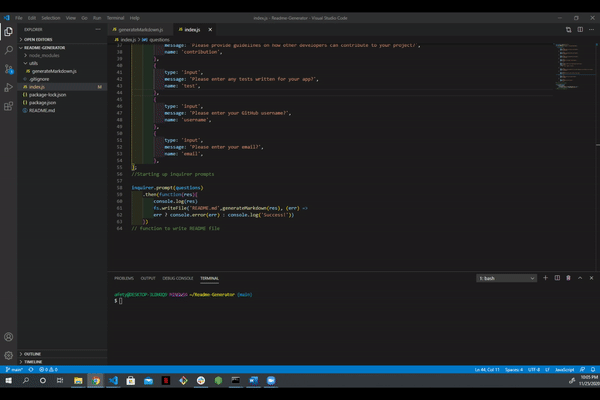 File Edit Selection View Go Run Terminal Help
index.js - Readme-Generator - Visual Studio Code
EXPLORER
generateMarkdown.js
index.js
OPEN EDITORS
index.js > questions
README-GENERATOR
node_modules
utils
generateMarkdown.js
.gitignore
index.js M
package-lock.json
package.json
README.md
37 message: 'Please provide guidelines on how other developers can contribute to your project?',
38 name: 'contribution',
39 },
40 {
41 type: 'input',
42 message: 'Please enter any tests written for your app?',
43 name: 'test',
44 },
45 {
46 type: 'input',
47 message: 'Please enter your GitHub username?',
48 name: 'username',
49 },
50 {
51 type: 'input',
52 message: 'Please enter your email?',
53 name: 'email',
54 },
55 ];
56 //Starting up inquirer prompts
57
58 inquirer.prompt(questions)
59 .then(function(res){
60 console.log(res)
61 fs.writeFile('README.md',generateMarkdown(res), (err) =>
62 err ? console.error(err) : console.log('Success!'))
63 })
64 // function to write README file
PROBLEMS OUTPUT DEBUG CONSOLE TERMINAL
1: bash
~/Readme-Generator (main)
$
OUTLINE
TIMELINE
main*
0 0
Ln 44, Col 11 Spaces: 4 UTF-8 LF JavaScript
10:05 PM
11/21/2020